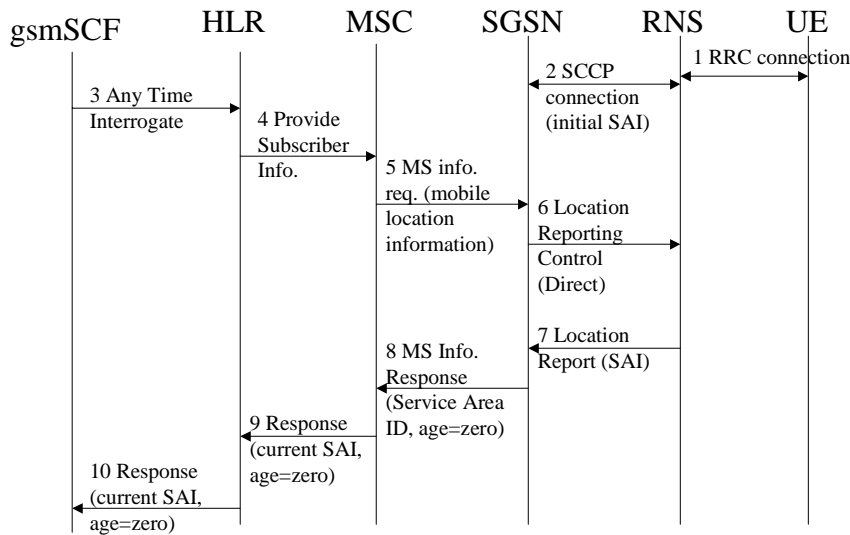 gsmSCF
HLR
MSC
SGSN
RNS
UE
1 RRC connection
2 SCCP
connection
(initial SAI)
3 Any Time
Interrogate
4 Provide
Subscriber
Info.
5 MS info.
req. (mobile
location
information)
6 Location
Reporting
Control
(Direct)
7 Location
Report (SAI)
8 MS Info.
Response
(Service Area
ID, age=zero)
9 Response
(current SAI,
age=zero)
10 Response
(current SAI,
age=zero)